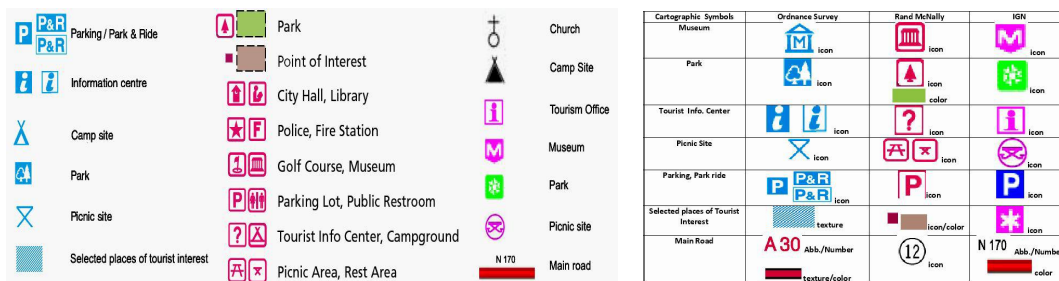 P P&R P&R Parking / Park & Ride
i i Information centre
Camp site
Park
Picnic site
Selected places of tourist interest
Park
Point of Interest
City Hall, Library
F Police, Fire Station
Golf Course, Museum
P Parking Lot, Public Restroom
? Tourist Info Center, Campground
Picnic Area, Rest Area
Church
Camp Site
i Tourism Office
M Museum
Park
Picnic site
N 170 Main road
Cartographic Symbols Ordnance Survey Rand McNally IGN
Museum M icon icon M icon
Park icon icon icon
color
Tourist Info. Center i i icon ? icon i icon
Picnic Site icon icon icon
Parking, Park ride P P&R P&R icon P icon P icon
Selected places of Tourist Interest texture icon/color icon
Main Road A 30 Abb./Number 12 icon N 170 Abb./Number
texture/color color